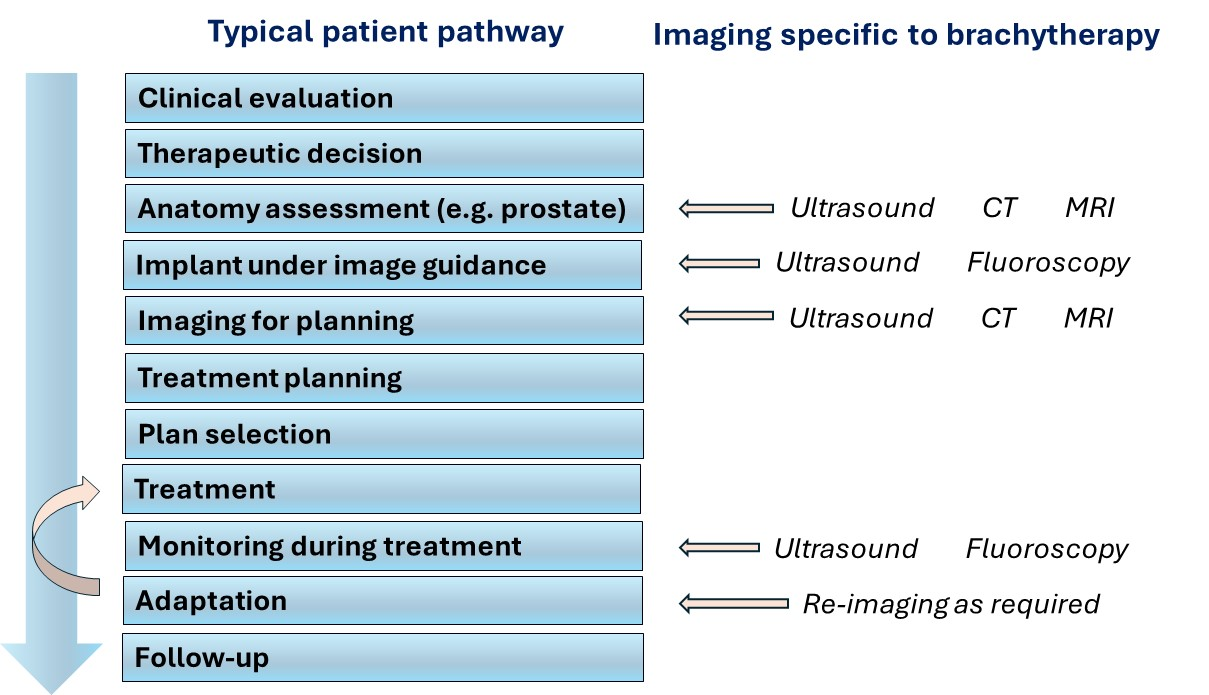 Typical patient pathway
Imaging specific to brachytherapy
Clinical evaluation
Therapeutic decision
Anatomy assessment (e.g. prostate)
Ultrasound CT MRI
Implant under image guidance
Ultrasound Fluoroscopy
Imaging for planning
Ultrasound CT MRI
Treatment planning
Plan selection
Treatment
Monitoring during treatment
Ultrasound Fluoroscopy
Adaptation
Re-imaging as required
Follow-up